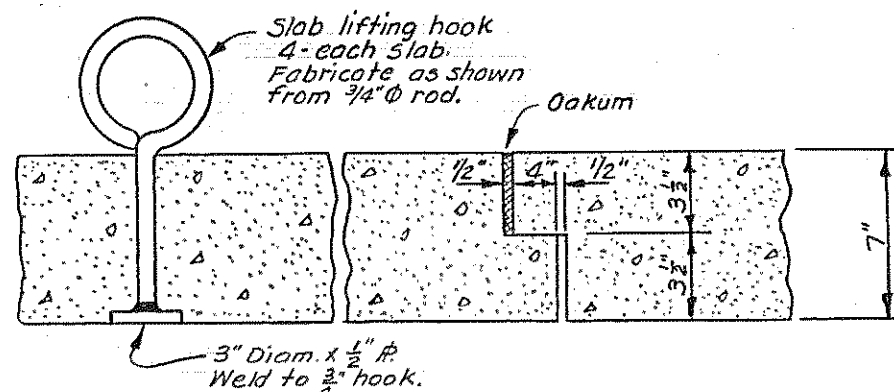 Slab lifting hook
4-each slab.
Fabricate as shown
from 3/4"Φ rod.
Oakum
1/2" 4" 1/2"
3 1/2"
3 1/2"
7"
3" Diam. x 1/2" ℞.
Weld to 3/4" hook.